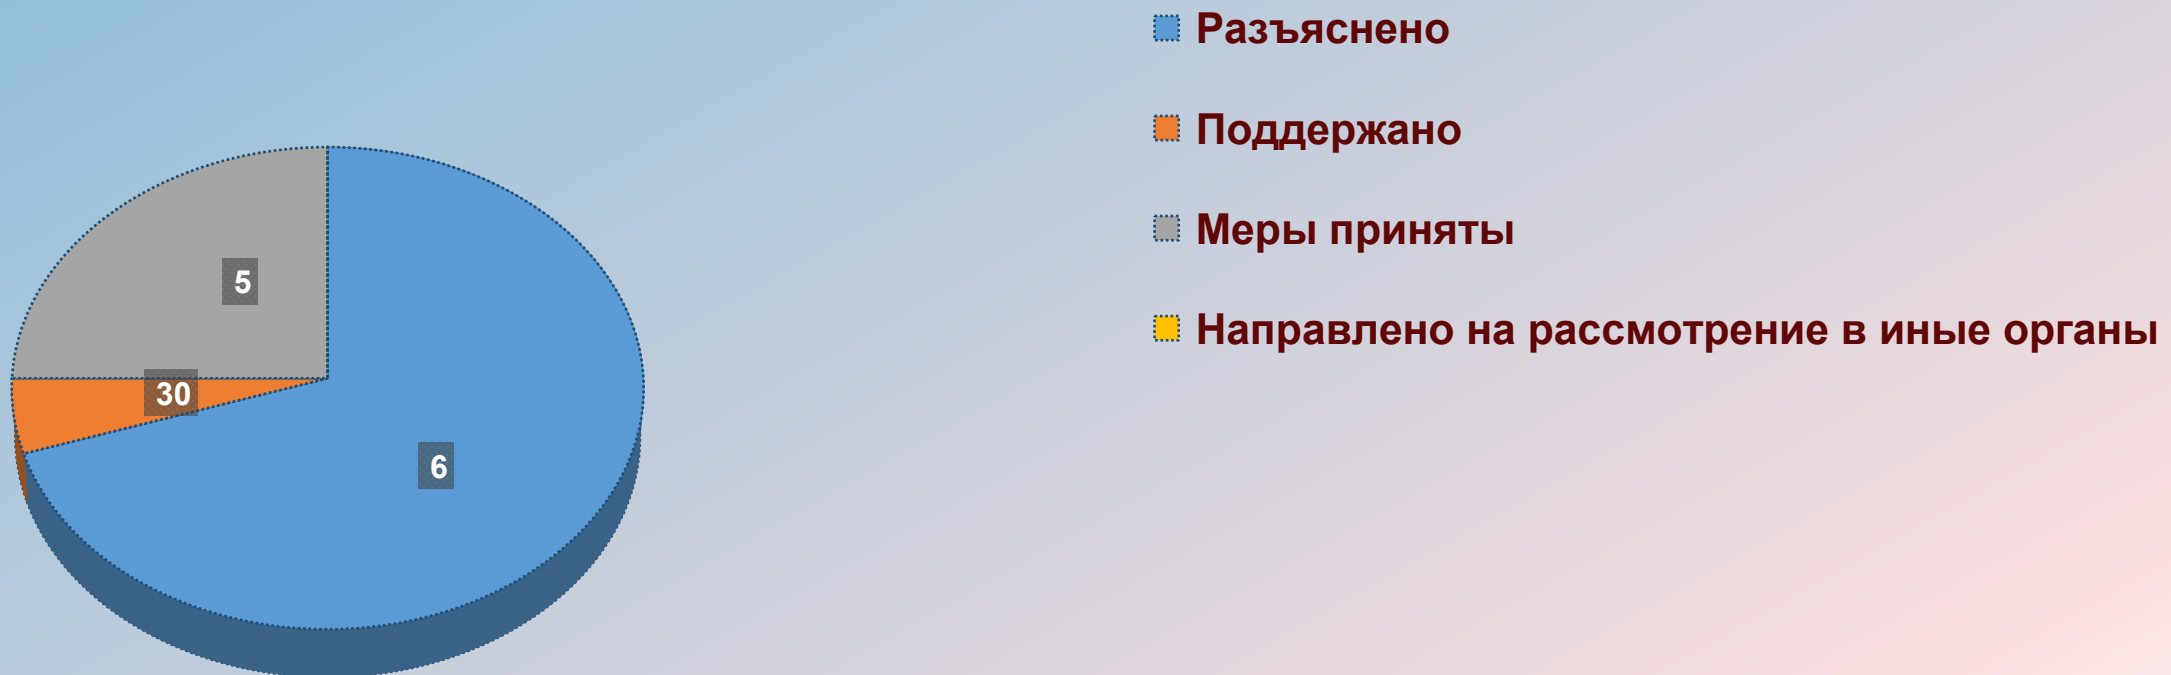 Разъяснено
Поддержано
Меры приняты
Направлено на рассмотрение в иные органы
5
30
6